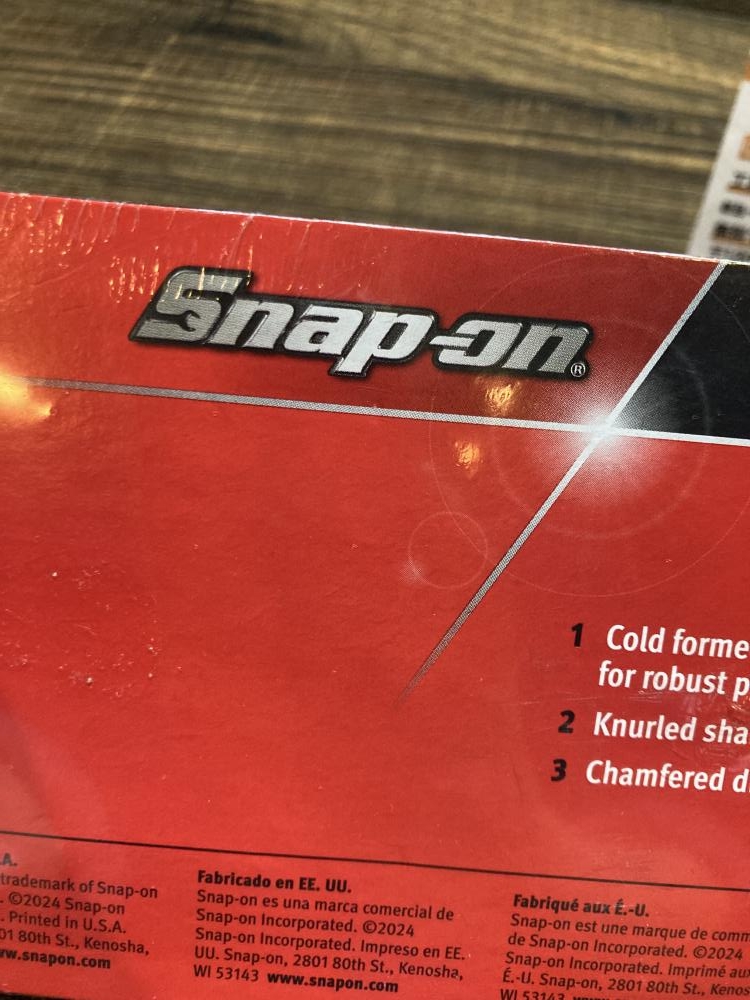 Snap-on®
1 Cold forme
for robust p
2 Knurled sha
3 Chamfered d
.A.
trademark of Snap-on
. ©2024 Snap-on
. Printed in U.S.A.
01 80th St., Kenosha,
w.snapon.com
Fabricado en EE. UU.
Snap-on es una marca comercial de
Snap-on Incorporated. ©2024
Snap-on Incorporated. Impreso en EE.
UU. Snap-on, 2801 80th St., Kenosha,
WI 53143 www.snapon.com
Fabriqué aux É.-U.
Snap-on est une marque de comm
de Snap-on Incorporated. ©2024
Snap-on Incorporated. Imprimé aux
É.-U. Snap-on, 2801 80th St., Kenos
WI 53143